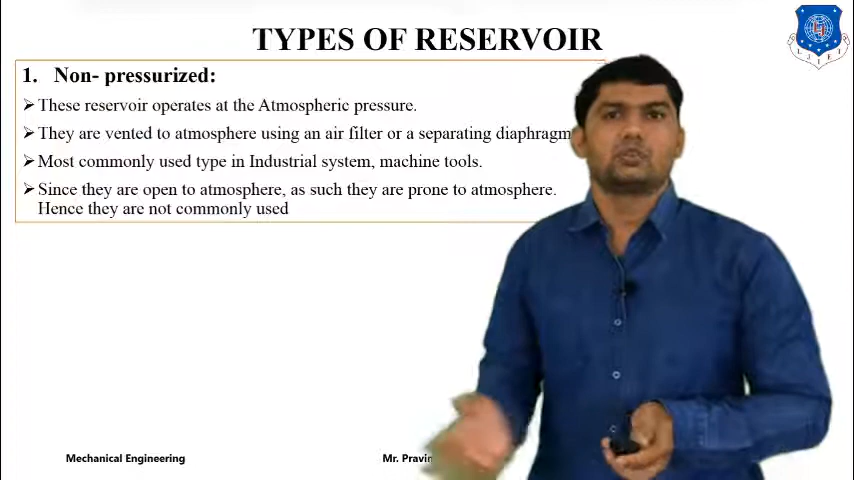 TYPES OF RESERVOIR
1. Non- pressurized:
➢ These reservoir operates at the Atmospheric pressure.
➢ They are vented to atmosphere using an air filter or a separating diaphragm
➢ Most commonly used type in Industrial system, machine tools.
➢ Since they are open to atmosphere, as such they are prone to atmosphere.
Hence they are not commonly used
L J I E T
Mechanical Engineering
Mr. Pravin